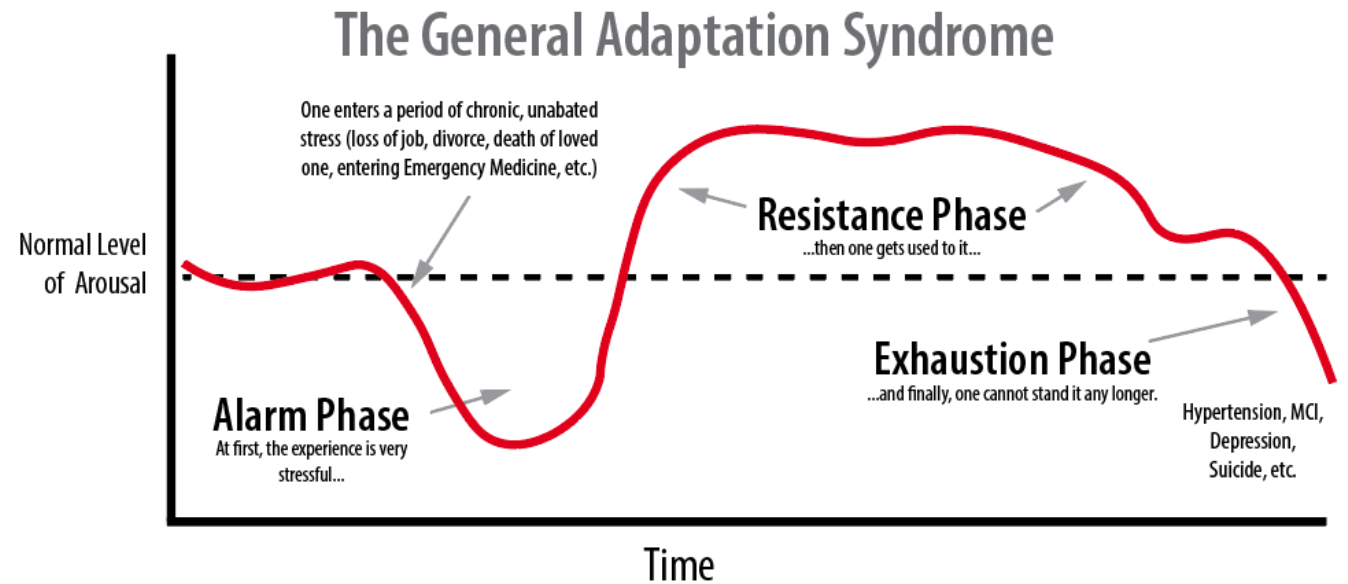 The General Adaptation Syndrome
One enters a period of chronic, unabated
stress (loss of job, divorce, death of loved
one, entering Emergency Medicine, etc.)
Normal Level
of Arousal
Resistance Phase
...then one gets used to it...
Exhaustion Phase
...and finally, one cannot stand it any longer.
Alarm Phase
At first, the experience is very
stressful...
Hypertension, MCI,
Depression,
Suicide, etc.
Time